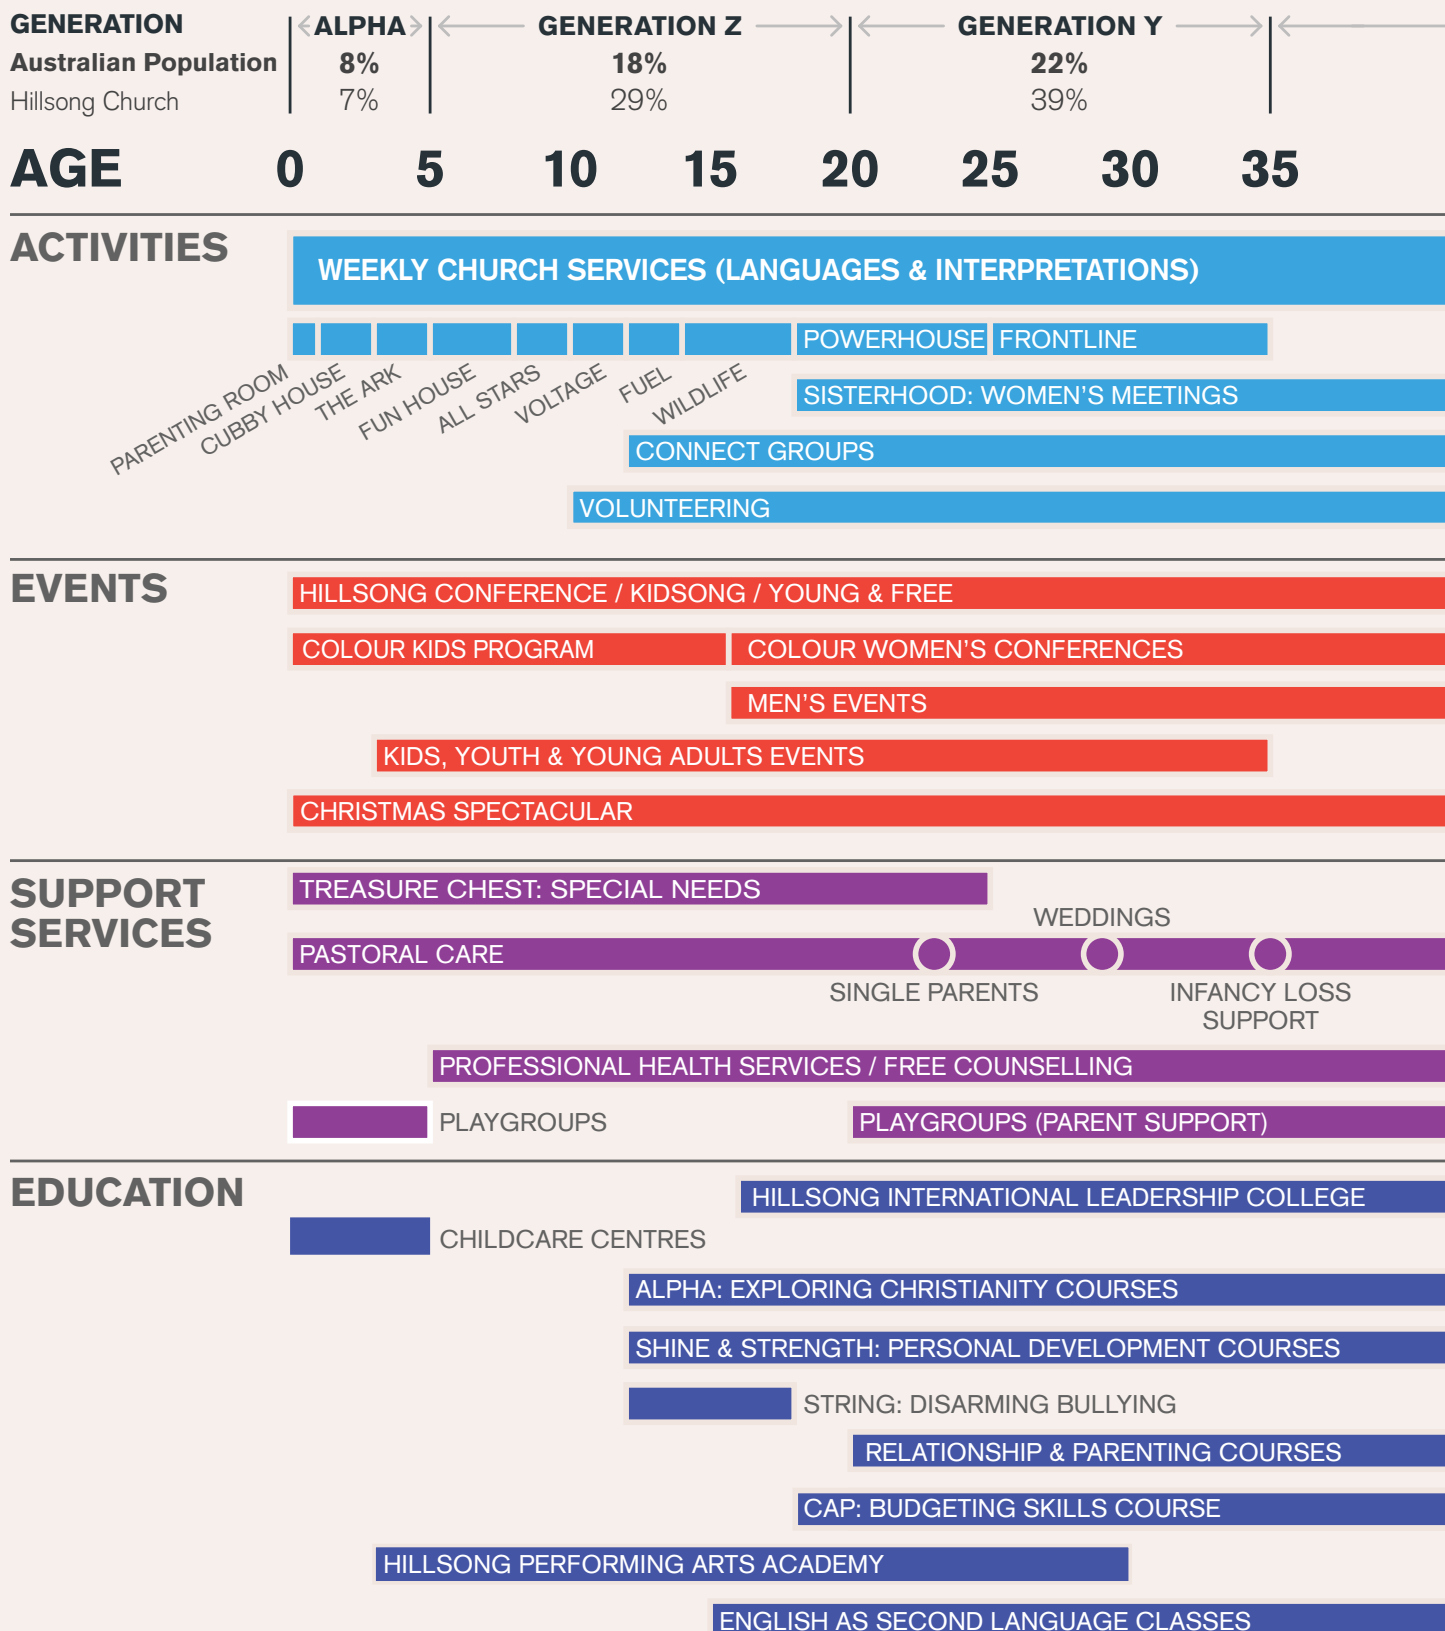 GENERATION ALPHA GENERATION Z GENERATION Y
Australian Population 8% 18% 22%
Hillsong Church 7% 29% 39%
AGE 0 5 10 15 20 25 30 35
ACTIVITIES
WEEKLY CHURCH SERVICES (LANGUAGES & INTERPRETATIONS)
POWERHOUSE FRONTLINE
PARENTING ROOM
CUBBY HOUSE
THE ARK
FUN HOUSE
ALL STARS
VOLTAGE
FUEL
WILDLIFE
SISTERHOOD: WOMEN'S MEETINGS
CONNECT GROUPS
VOLUNTEERING
EVENTS
HILLSONG CONFERENCE / KIDSONG / YOUNG & FREE
COLOUR KIDS PROGRAM COLOUR WOMEN'S CONFERENCES
MEN'S EVENTS
KIDS, YOUTH & YOUNG ADULTS EVENTS
CHRISTMAS SPECTACULAR
SUPPORT
SERVICES
TREASURE CHEST: SPECIAL NEEDS
WEDDINGS
PASTORAL CARE
SINGLE PARENTS
INFANCY LOSS
SUPPORT
PROFESSIONAL HEALTH SERVICES / FREE COUNSELLING
PLAYGROUPS PLAYGROUPS (PARENT SUPPORT)
EDUCATION
HILLSONG INTERNATIONAL LEADERSHIP COLLEGE
CHILDCARE CENTRES
ALPHA: EXPLORING CHRISTIANITY COURSES
SHINE & STRENGTH: PERSONAL DEVELOPMENT COURSES
STRING: DISARMING BULLYING
RELATIONSHIP & PARENTING COURSES
CAP: BUDGETING SKILLS COURSE
HILLSONG PERFORMING ARTS ACADEMY
ENGLISH AS SECOND LANGUAGE CLASSES